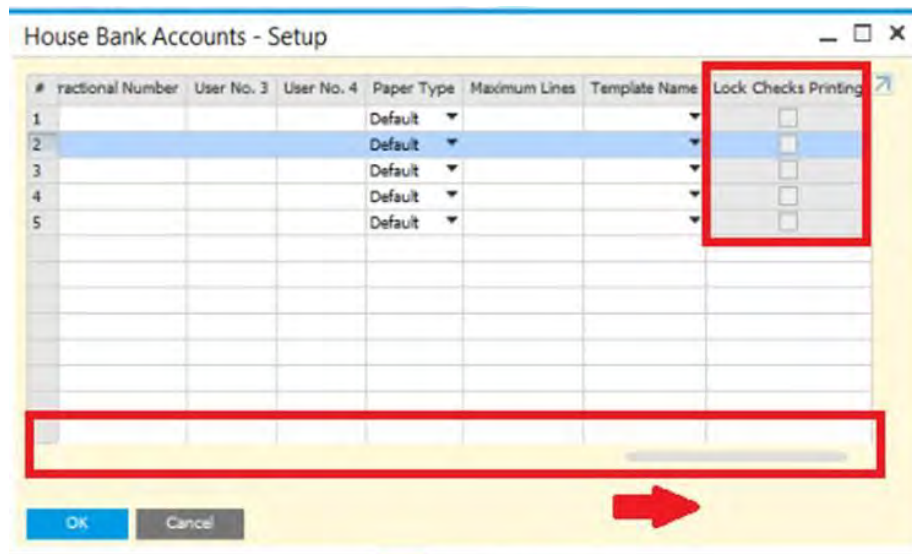 House Bank Accounts - Setup
# ractional Number User No. 3 User No. 4 Paper Type Maximum Lines Template Name Lock Checks Printing
1 Default
2 Default
3 Default
4 Default
5 Default
OK Cancel